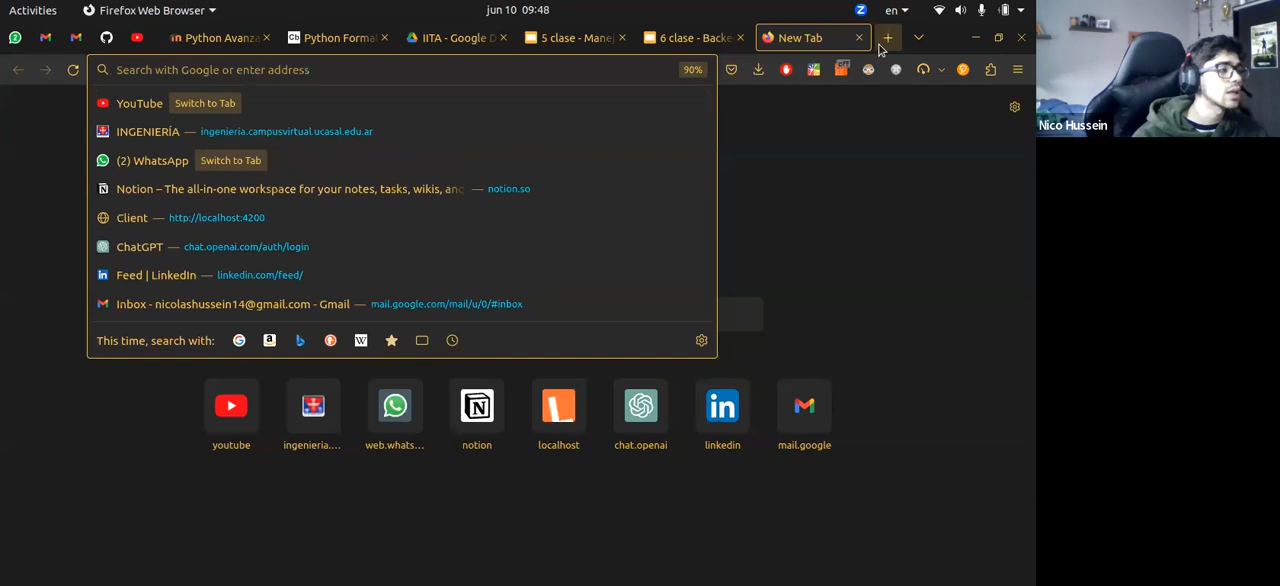 Activities
Firefox Web Browser
jun 10 09:48
en
Python Avanza
Python Formal
IITA - Google D
5 clase - Mane
6 clase - Backe
New Tab
Search with Google or enter address
90%
off
YouTube Switch to Tab
INGENIERÍA — ingenieria.campusvirtual.ucasal.edu.ar
(2) WhatsApp Switch to Tab
Notion – The all-in-one workspace for your notes, tasks, wikis, and — notion.so
Client — http://localhost:4200
ChatGPT — chat.openai.com/auth/login
Feed | LinkedIn — linkedin.com/feed/
Inbox - nicolashussein14@gmail.com - Gmail — mail.google.com/mail/u/0/#inbox
This time, search with:
youtube
ingenieria....
web.whats...
notion
localhost
chat.openai
linkedin
mail.google
Nico Hussein